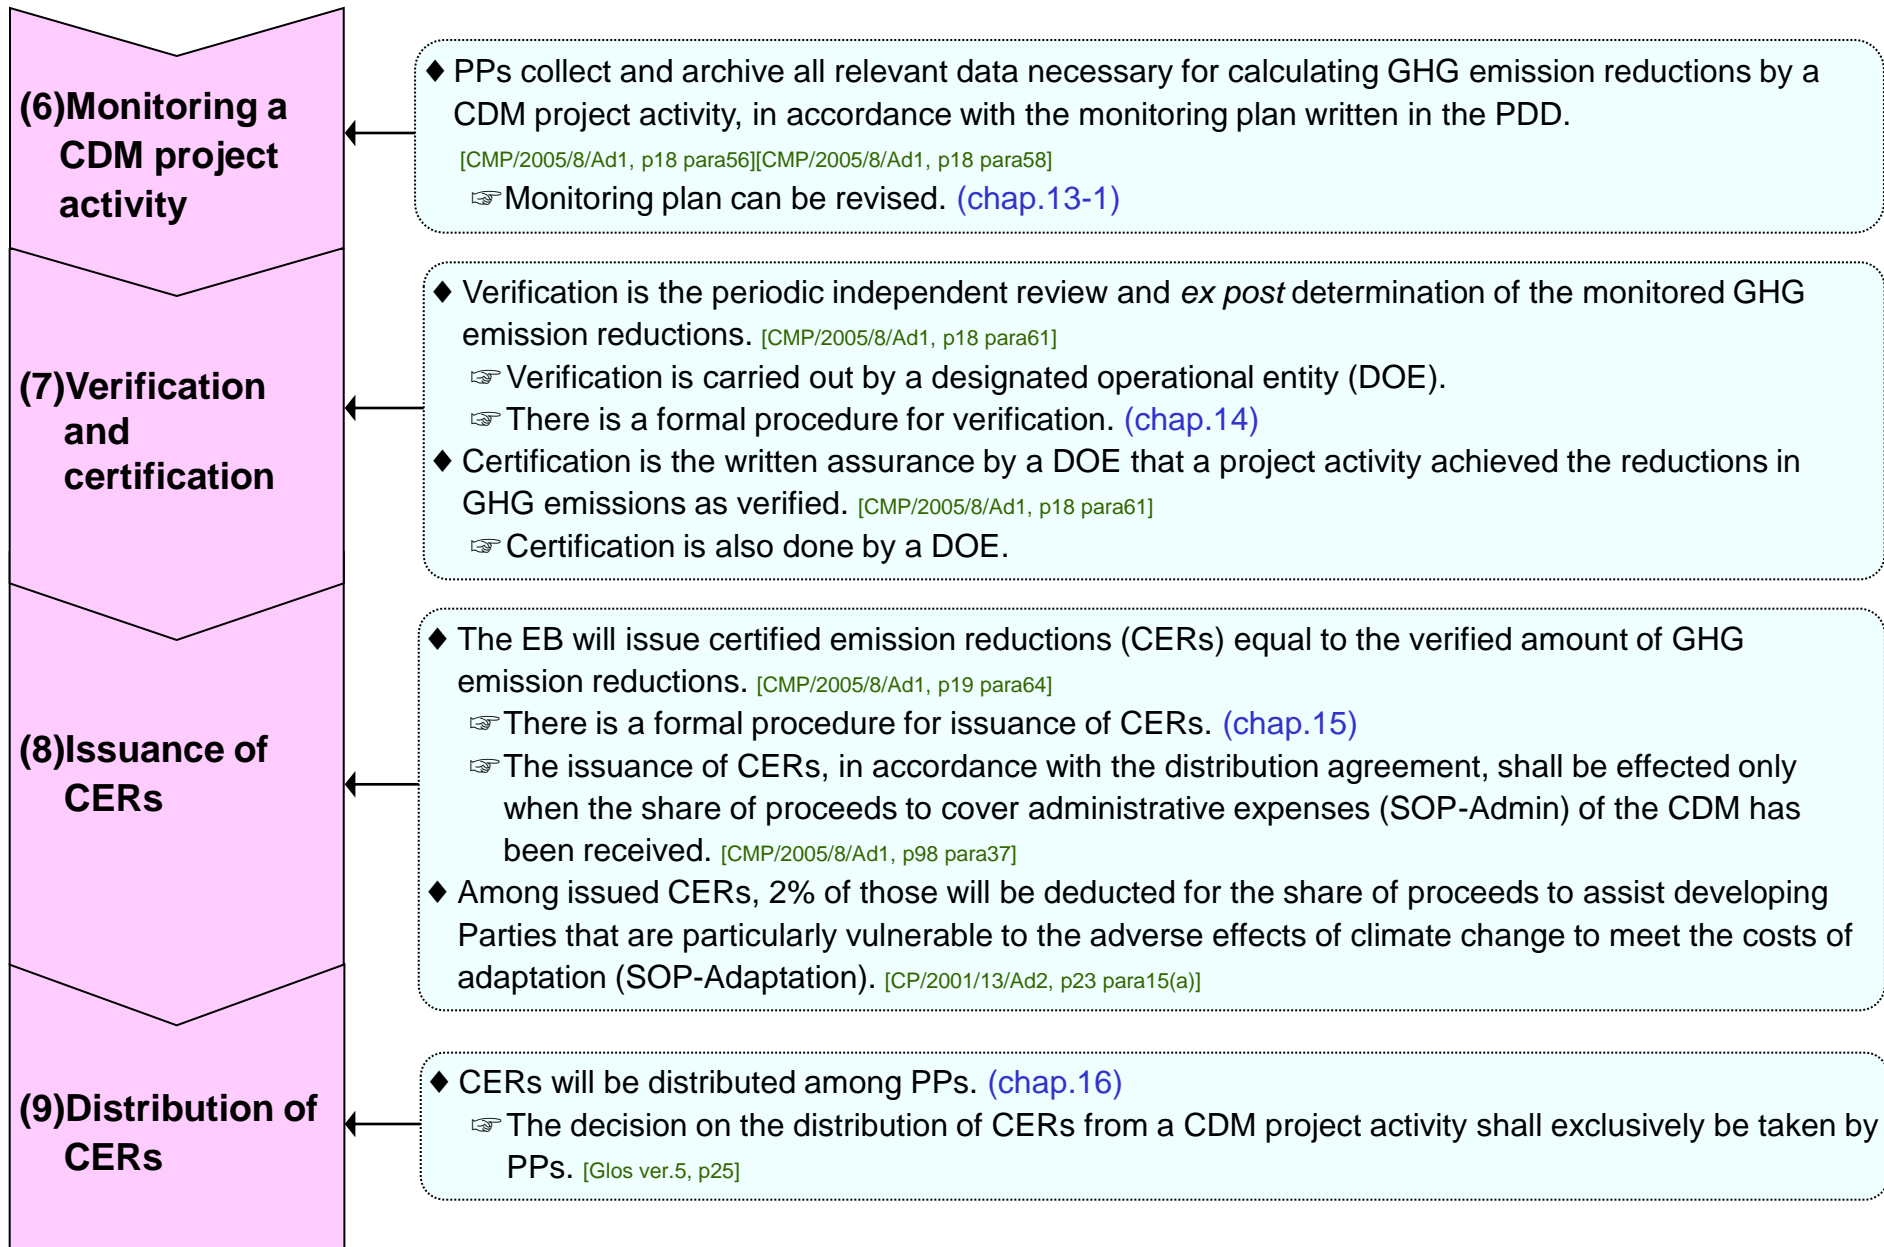 (6)Monitoring a
CDM project
activity
♦ PPs collect and archive all relevant data necessary for calculating GHG emission reductions by a
CDM project activity, in accordance with the monitoring plan written in the PDD.
[CMP/2005/8/Ad1, p18 para56][CMP/2005/8/Ad1, p18 para58]
☞Monitoring plan can be revised. (chap.13-1)
(7)Verification
and
certification
♦ Verification is the periodic independent review and ex post determination of the monitored GHG
emission reductions. [CMP/2005/8/Ad1, p18 para61]
☞Verification is carried out by a designated operational entity (DOE).
☞There is a formal procedure for verification. (chap.14)
♦ Certification is the written assurance by a DOE that a project activity achieved the reductions in
GHG emissions as verified. [CMP/2005/8/Ad1, p18 para61]
☞Certification is also done by a DOE.
(8)Issuance of
CERs
♦ The EB will issue certified emission reductions (CERs) equal to the verified amount of GHG
emission reductions. [CMP/2005/8/Ad1, p19 para64]
☞There is a formal procedure for issuance of CERs. (chap.15)
☞The issuance of CERs, in accordance with the distribution agreement, shall be effected only
when the share of proceeds to cover administrative expenses (SOP-Admin) of the CDM has
been received. [CMP/2005/8/Ad1, p98 para37]
♦ Among issued CERs, 2% of those will be deducted for the share of proceeds to assist developing
Parties that are particularly vulnerable to the adverse effects of climate change to meet the costs of
adaptation (SOP-Adaptation). [CP/2001/13/Ad2, p23 para15(a)]
(9)Distribution of
CERs
♦ CERs will be distributed among PPs. (chap.16)
☞The decision on the distribution of CERs from a CDM project activity shall exclusively be taken by
PPs. [Glos ver.5, p25]